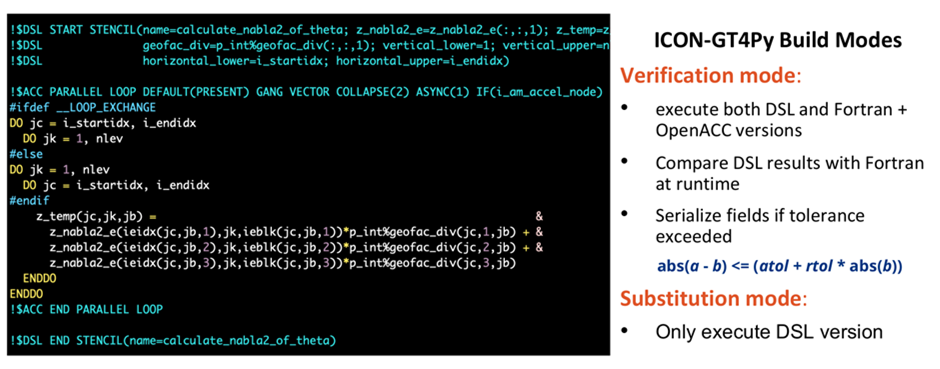 !$DSL START STENCIL(name=calculate_nabla2_of_theta; z_nabla2_e=z_nabla2_e(:,:,1); z_temp=z
!$DSL geofac_div=p_int%geofac_div(:,:,1); vertical_lower=1; vertical_upper=n
!$DSL horizontal_lower=i_startidx; horizontal_upper=i_endidx)
!$ACC PARALLEL LOOP DEFAULT(PRESENT) GANG VECTOR COLLAPSE(2) ASYNC(1) IF(i_am_accel_node)
#ifdef __LOOP_EXCHANGE
DO jc = i_startidx, i_endidx
DO jk = 1, nlev
#else
DO jk = 1, nlev
DO jc = i_startidx, i_endidx
#endif
z_temp(jc,jk,jb) = &
z_nabla2_e(ieidx(jc,jb,1),jk,ieblk(jc,jb,1))*p_int%geofac_div(jc,1,jb) + &
z_nabla2_e(ieidx(jc,jb,2),jk,ieblk(jc,jb,2))*p_int%geofac_div(jc,2,jb) + &
z_nabla2_e(ieidx(jc,jb,3),jk,ieblk(jc,jb,3))*p_int%geofac_div(jc,3,jb)
ENDDO
ENDDO
!$ACC END PARALLEL LOOP
!$DSL END STENCIL(name=calculate_nabla2_of_theta)
ICON-GT4Py Build Modes
Verification mode:
• execute both DSL and Fortran +
OpenACC versions
• Compare DSL results with Fortran
at runtime
• Serialize fields if tolerance
exceeded
abs(a - b) <= (atol + rtol * abs(b))
Substitution mode:
• Only execute DSL version